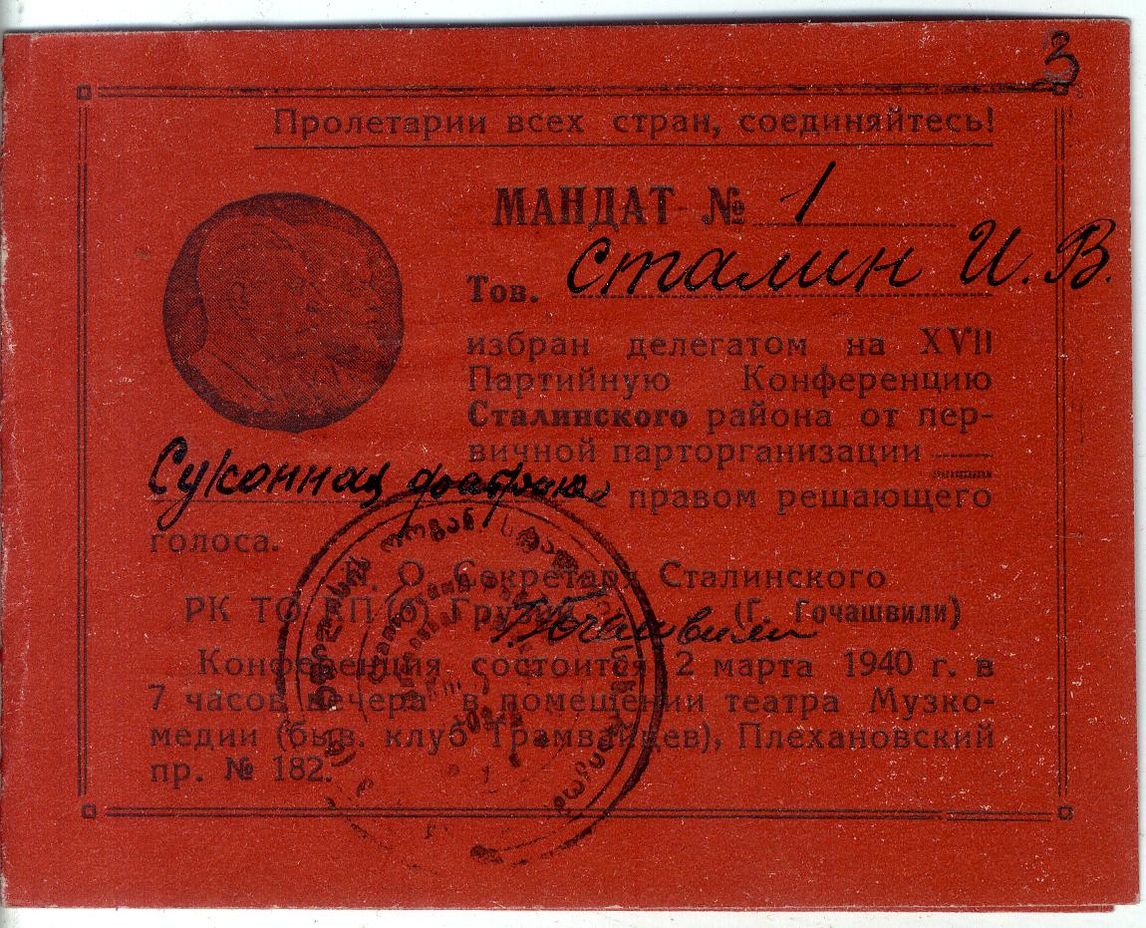 3
Пролетарии всех стран, соединяйтесь!
МАНДАТ № 1
Тов. Сталин И. В.
избран делегатом на XVII
Партийную Конференцию
Сталинского района от пер-
вичной парторганизации
Суконная фабрика с правом решающего
голоса.
И. О. Секретаря Сталинского
РК ТО КП(б) Грузии (Г. Гочашвили)
Конференция состоится 2 марта 1940 г. в
7 часов вечера в помещении театра Музко-
медии (быв. клуб Трамвайцев), Плехановский
пр. № 182.